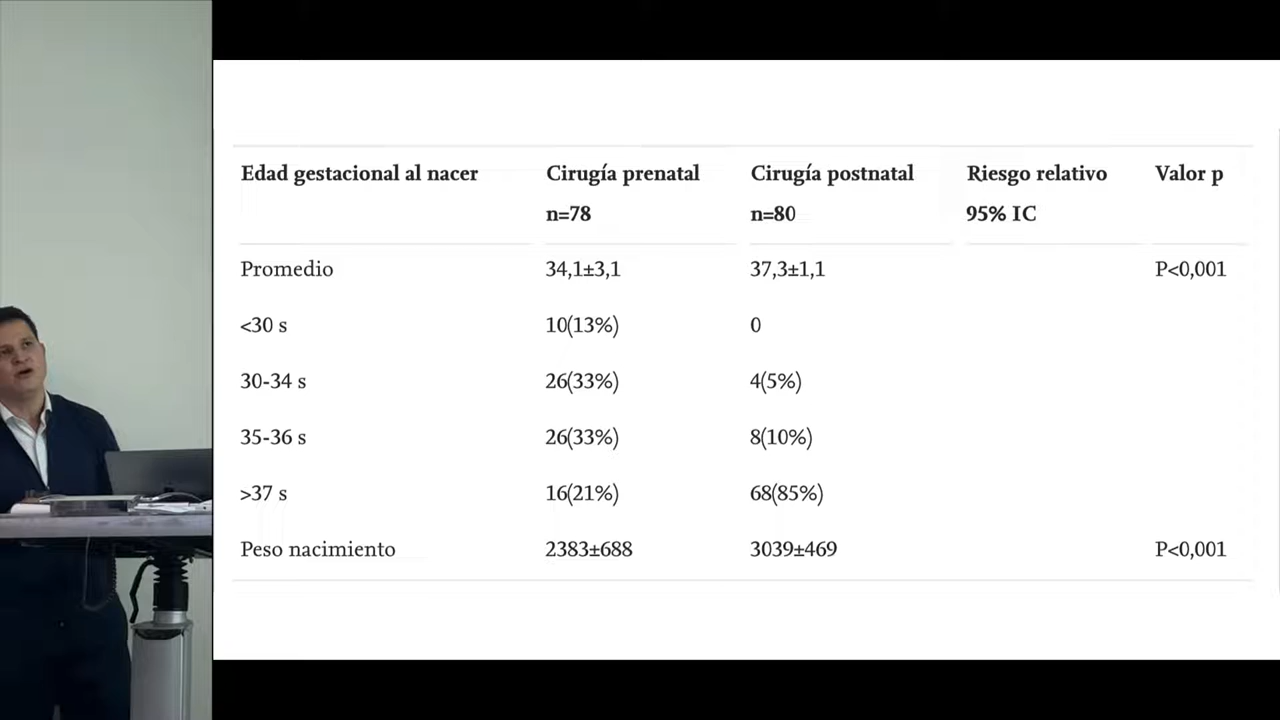 Edad gestacional al nacer Cirugía prenatal Cirugía postnatal Riesgo relativo Valor p
n=78 n=80 95% IC
Promedio 34,1±3,1 37,3±1,1 P<0,001
<30 s 10(13%) 0
30-34 s 26(33%) 4(5%)
35-36 s 26(33%) 8(10%)
>37 s 16(21%) 68(85%)
Peso nacimiento 2383±688 3039±469 P<0,001